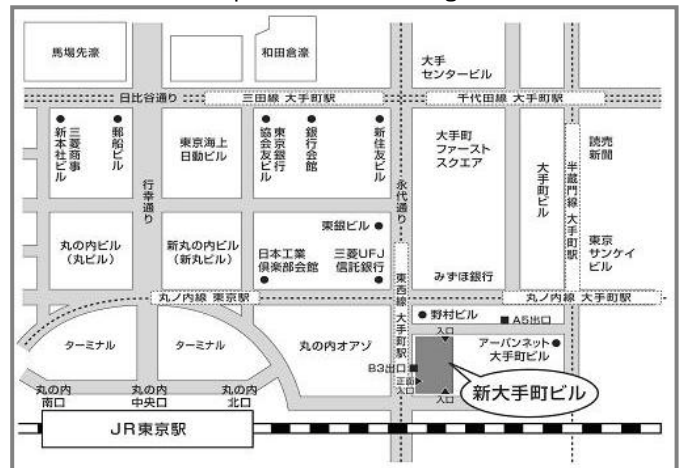 馬場先濠
和田倉濠
大手
センタービル
日比谷通り
三田線 大手町駅
千代田線 大手町駅
三菱商事
新本社ビル
郵船ビル
東京海上
日動ビル
東京銀行
協会友ビル
銀行会館
新住友ビル
大手町
ファースト
スクエア
大手町ビル
半蔵門線 大手町駅
読売
新聞
行幸通り
永代通り
東銀ビル
丸の内ビル
(丸ビル)
新丸の内ビル
(新丸ビル)
日本工業
倶楽部会館
三菱UFJ
信託銀行
みずほ銀行
東京
サンケイ
ビル
丸ノ内線 東京駅
東西線 大手町駅
丸ノ内線 大手町駅
野村ビル
A5出口
入口
ターミナル
ターミナル
丸の内オアゾ
アーバンネット
大手町ビル
B3出口
正面
入口
入口
新大手町ビル
丸の内
南口
丸の内
中央口
丸の内
北口
JR東京駅